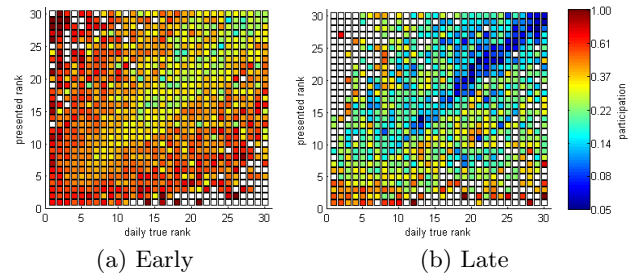 30
25
20
15
10
5
0
presented rank
0 5 10 15 20 25 30
daily true rank
(a) Early
30
25
20
15
10
5
0
presented rank
0 5 10 15 20 25 30
daily true rank
(b) Late
1.00
0.61
0.37
0.22
0.14
0.08
0.05
participation